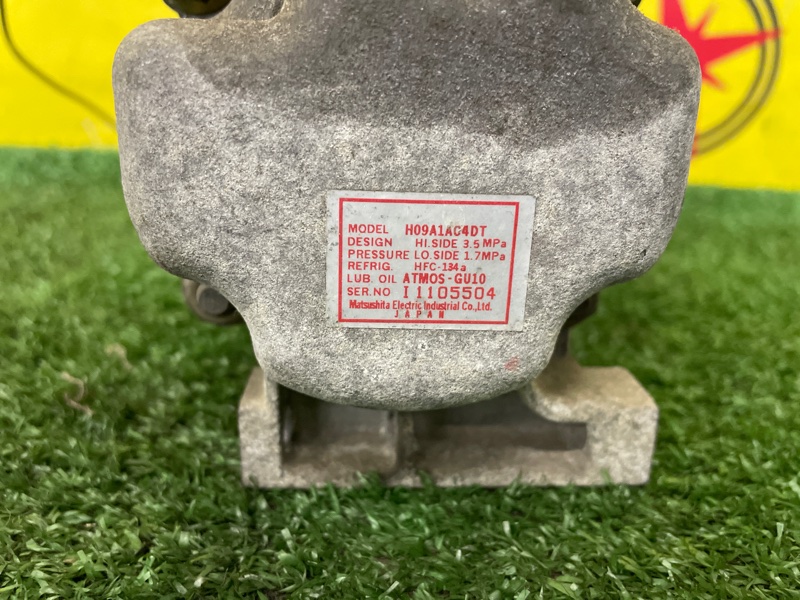 MODEL H09A1AC4DT
DESIGN HI.SIDE 3.5 MPa
PRESSURE LO.SIDE 1.7MPa
REFRIG. HFC-134a
LUB. OIL ATMOS-GU10
SER.NO I1105504
Matsushita Electric Industrial Co.,Ltd.
JAPAN